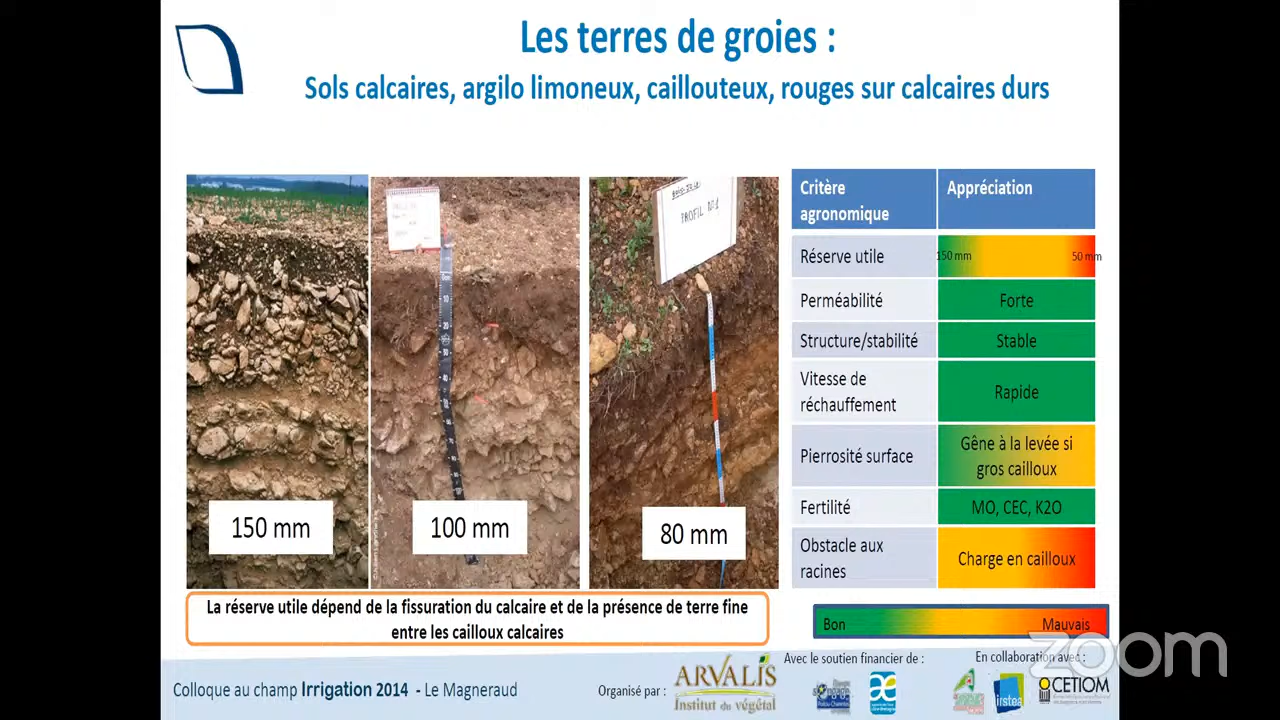 Les terres de groies :
Sols calcaires, argilo limoneux, caillouteux, rouges sur calcaires durs
PROFIL N°1
150 mm
100 mm
80 mm
La réserve utile dépend de la fissuration du calcaire et de la présence de terre fine
entre les cailloux calcaires
Critère
agronomique
Appréciation
Réserve utile
150 mm
50 mm
Perméabilité
Forte
Structure/stabilité
Stable
Vitesse de
réchauffement
Rapide
Pierrosité surface
Gêne à la levée si
gros cailloux
Fertilité
MO, CEC, K2O
Obstacle aux
racines
Charge en cailloux
Bon
Mauvais
zoom
Colloque au champ Irrigation 2014 - Le Magneraud
Organisé par :
ARVALIS
Institut du végétal
Avec le soutien financier de :
En collaboration avec :
irstea
CETIOM